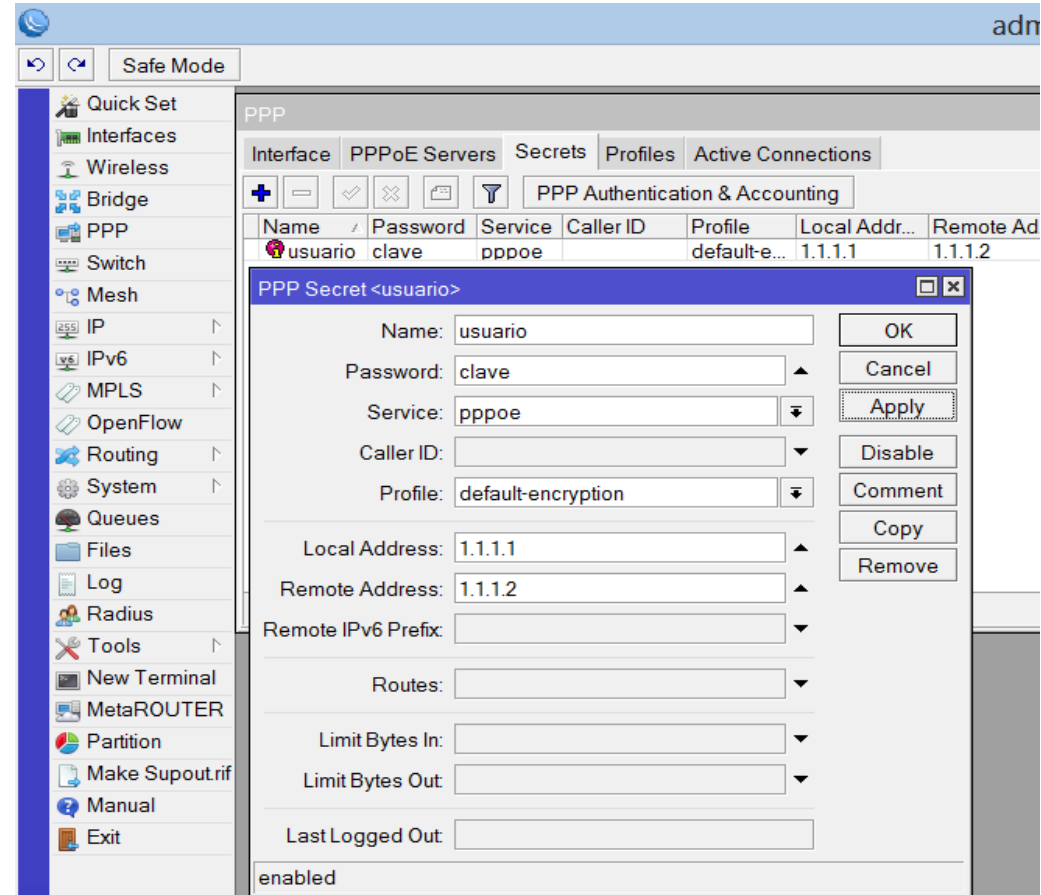 adm
Safe Mode
Quick Set
Interfaces
Wireless
Bridge
PPP
Switch
Mesh
IP
IPv6
MPLS
OpenFlow
Routing
System
Queues
Files
Log
Radius
Tools
New Terminal
MetaROUTER
Partition
Make Supout.rif
Manual
Exit
PPP
Interface PPPoE Servers Secrets Profiles Active Connections
PPP Authentication & Accounting
Name Password Service Caller ID Profile Local Addr... Remote Ad
usuario clave pppoe default-e... 1.1.1.1 1.1.1.2
PPP Secret <usuario>
Name: usuario
Password: clave
Service: pppoe
Caller ID:
Profile: default-encryption
Local Address: 1.1.1.1
Remote Address: 1.1.1.2
Remote IPv6 Prefix:
Routes:
Limit Bytes In:
Limit Bytes Out:
Last Logged Out:
enabled
OK
Cancel
Apply
Disable
Comment
Copy
Remove
255
v6